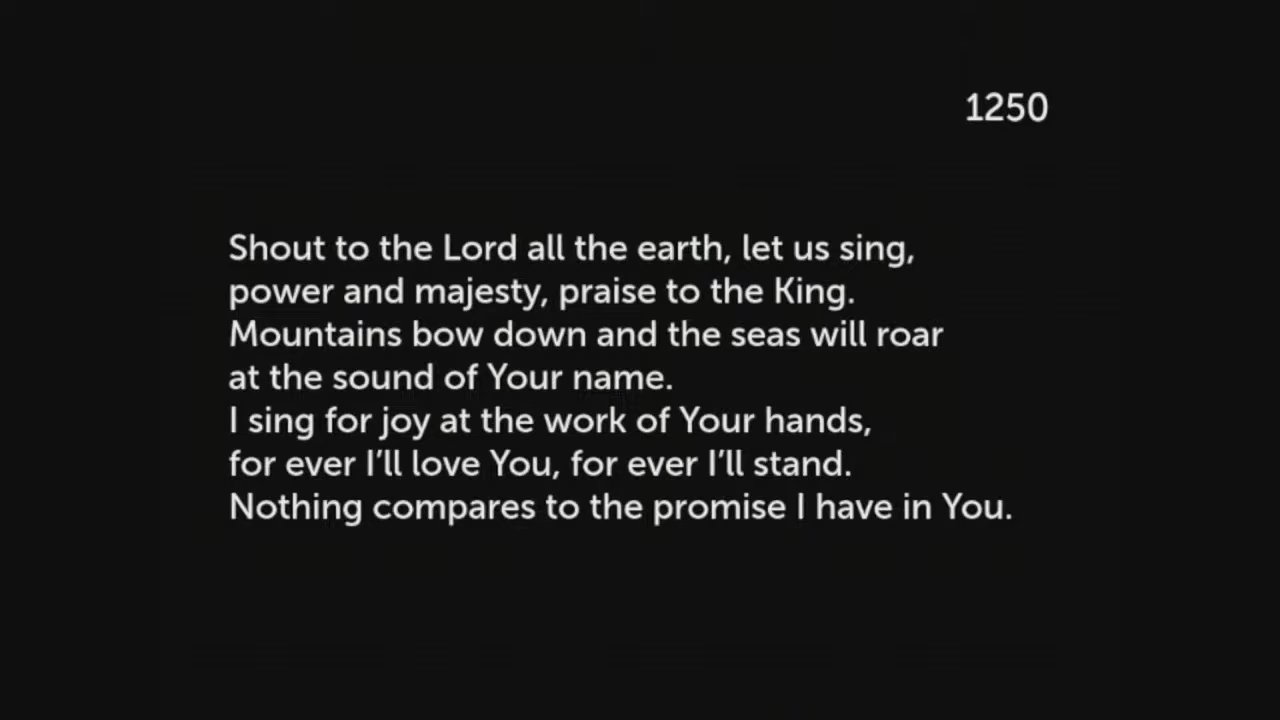 1250
Shout to the Lord all the earth, let us sing,
power and majesty, praise to the King.
Mountains bow down and the seas will roar
at the sound of Your name.
I sing for joy at the work of Your hands,
for ever I’ll love You, for ever I’ll stand.
Nothing compares to the promise I have in You.